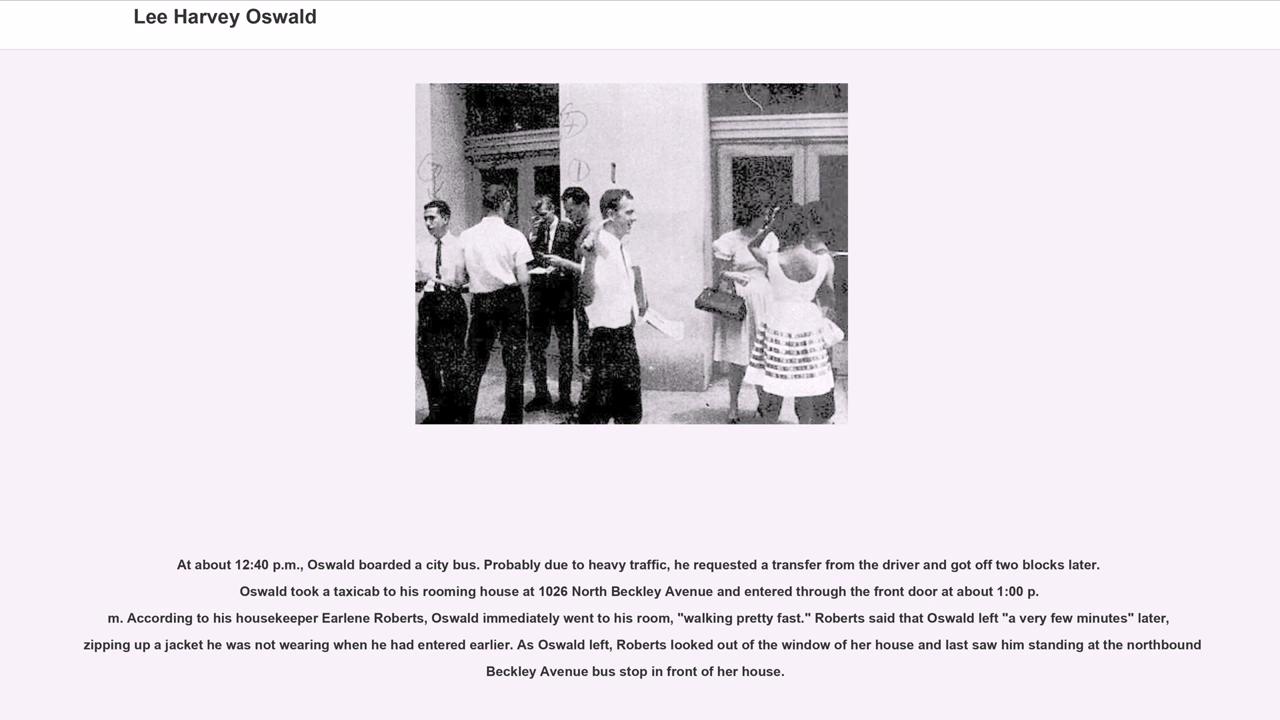 Lee Harvey Oswald
At about 12:40 p.m., Oswald boarded a city bus. Probably due to heavy traffic, he requested a transfer from the driver and got off two blocks later.
Oswald took a taxicab to his rooming house at 1026 North Beckley Avenue and entered through the front door at about 1:00 p.
m. According to his housekeeper Earlene Roberts, Oswald immediately went to his room, "walking pretty fast." Roberts said that Oswald left "a very few minutes" later,
zipping up a jacket he was not wearing when he had entered earlier. As Oswald left, Roberts looked out of the window of her house and last saw him standing at the northbound
Beckley Avenue bus stop in front of her house.